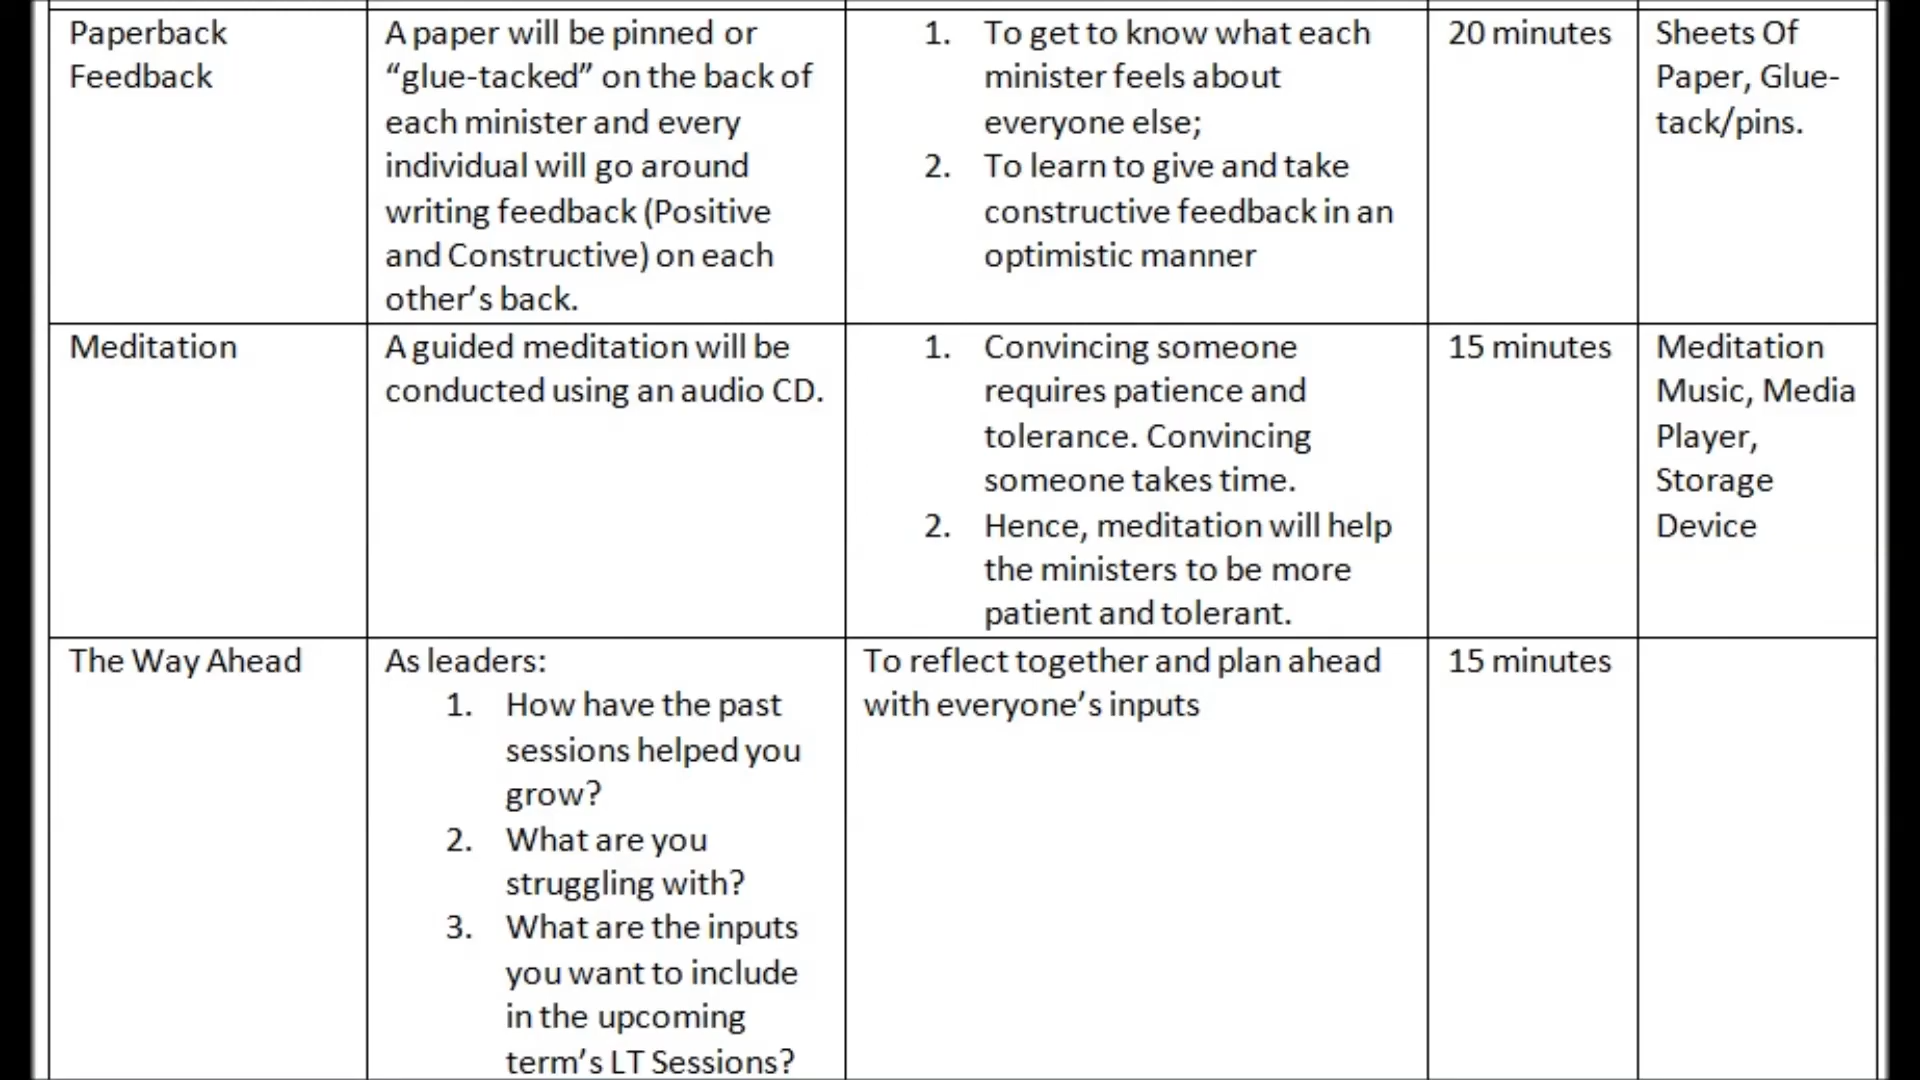 Paperback
Feedback
A paper will be pinned or
“glue-tacked” on the back of
each minister and every
individual will go around
writing feedback (Positive
and Constructive) on each
other’s back.
1. To get to know what each
minister feels about
everyone else;
2. To learn to give and take
constructive feedback in an
optimistic manner
20 minutes
Sheets Of
Paper, Glue-
tack/pins.
Meditation
A guided meditation will be
conducted using an audio CD.
1. Convincing someone
requires patience and
tolerance. Convincing
someone takes time.
2. Hence, meditation will help
the ministers to be more
patient and tolerant.
15 minutes
Meditation
Music, Media
Player,
Storage
Device
The Way Ahead
As leaders:
1. How have the past
sessions helped you
grow?
2. What are you
struggling with?
3. What are the inputs
you want to include
in the upcoming
term’s LT Sessions?
To reflect together and plan ahead
with everyone’s inputs
15 minutes